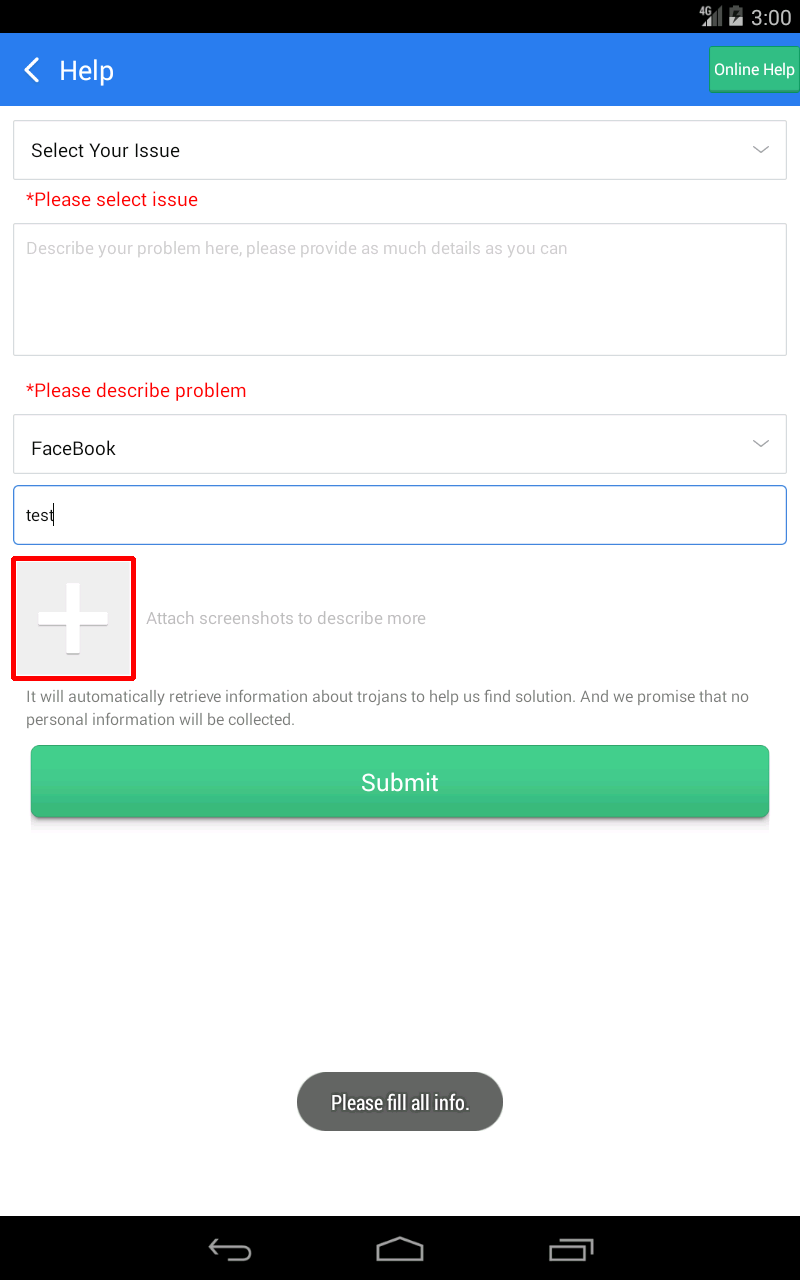 4G 3:00
Help
Online Help
Select Your Issue
*Please select issue
Describe your problem here, please provide as much details as you can
*Please describe problem
FaceBook
test
Attach screenshots to describe more
It will automatically retrieve information about trojans to help us find solution. And we promise that no
personal information will be collected.
Submit
Please fill all info.